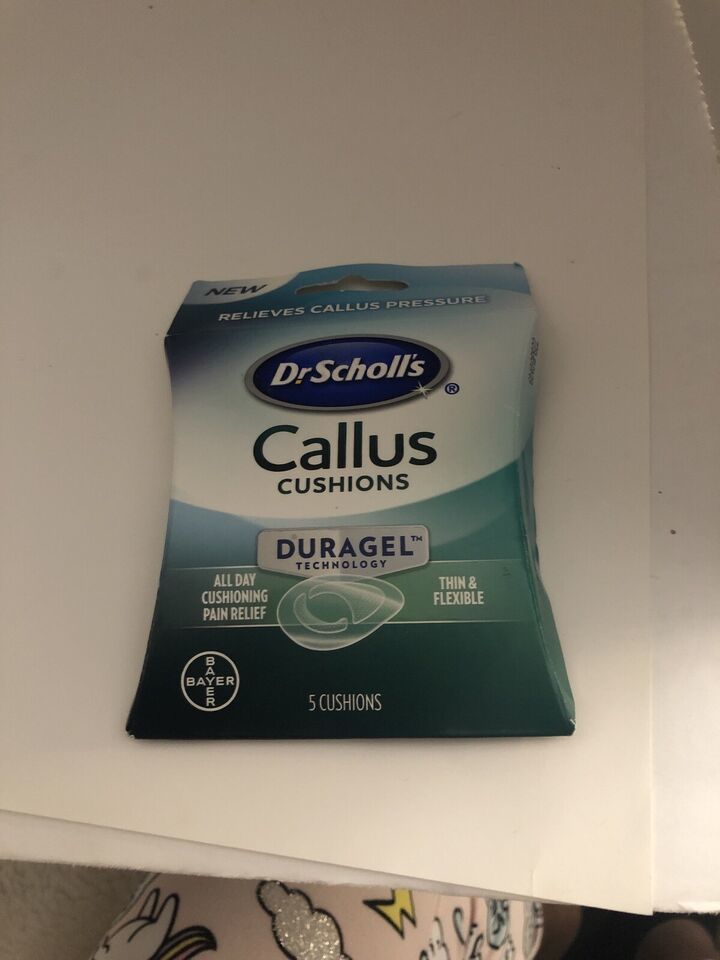 NEW
RELIEVES CALLUS PRESSURE
Dr.Scholl's®
Callus
CUSHIONS
DURAGEL™
TECHNOLOGY
ALL DAY
CUSHIONING
PAIN RELIEF
THIN &
FLEXIBLE
BAYER
BAYER
5 CUSHIONS